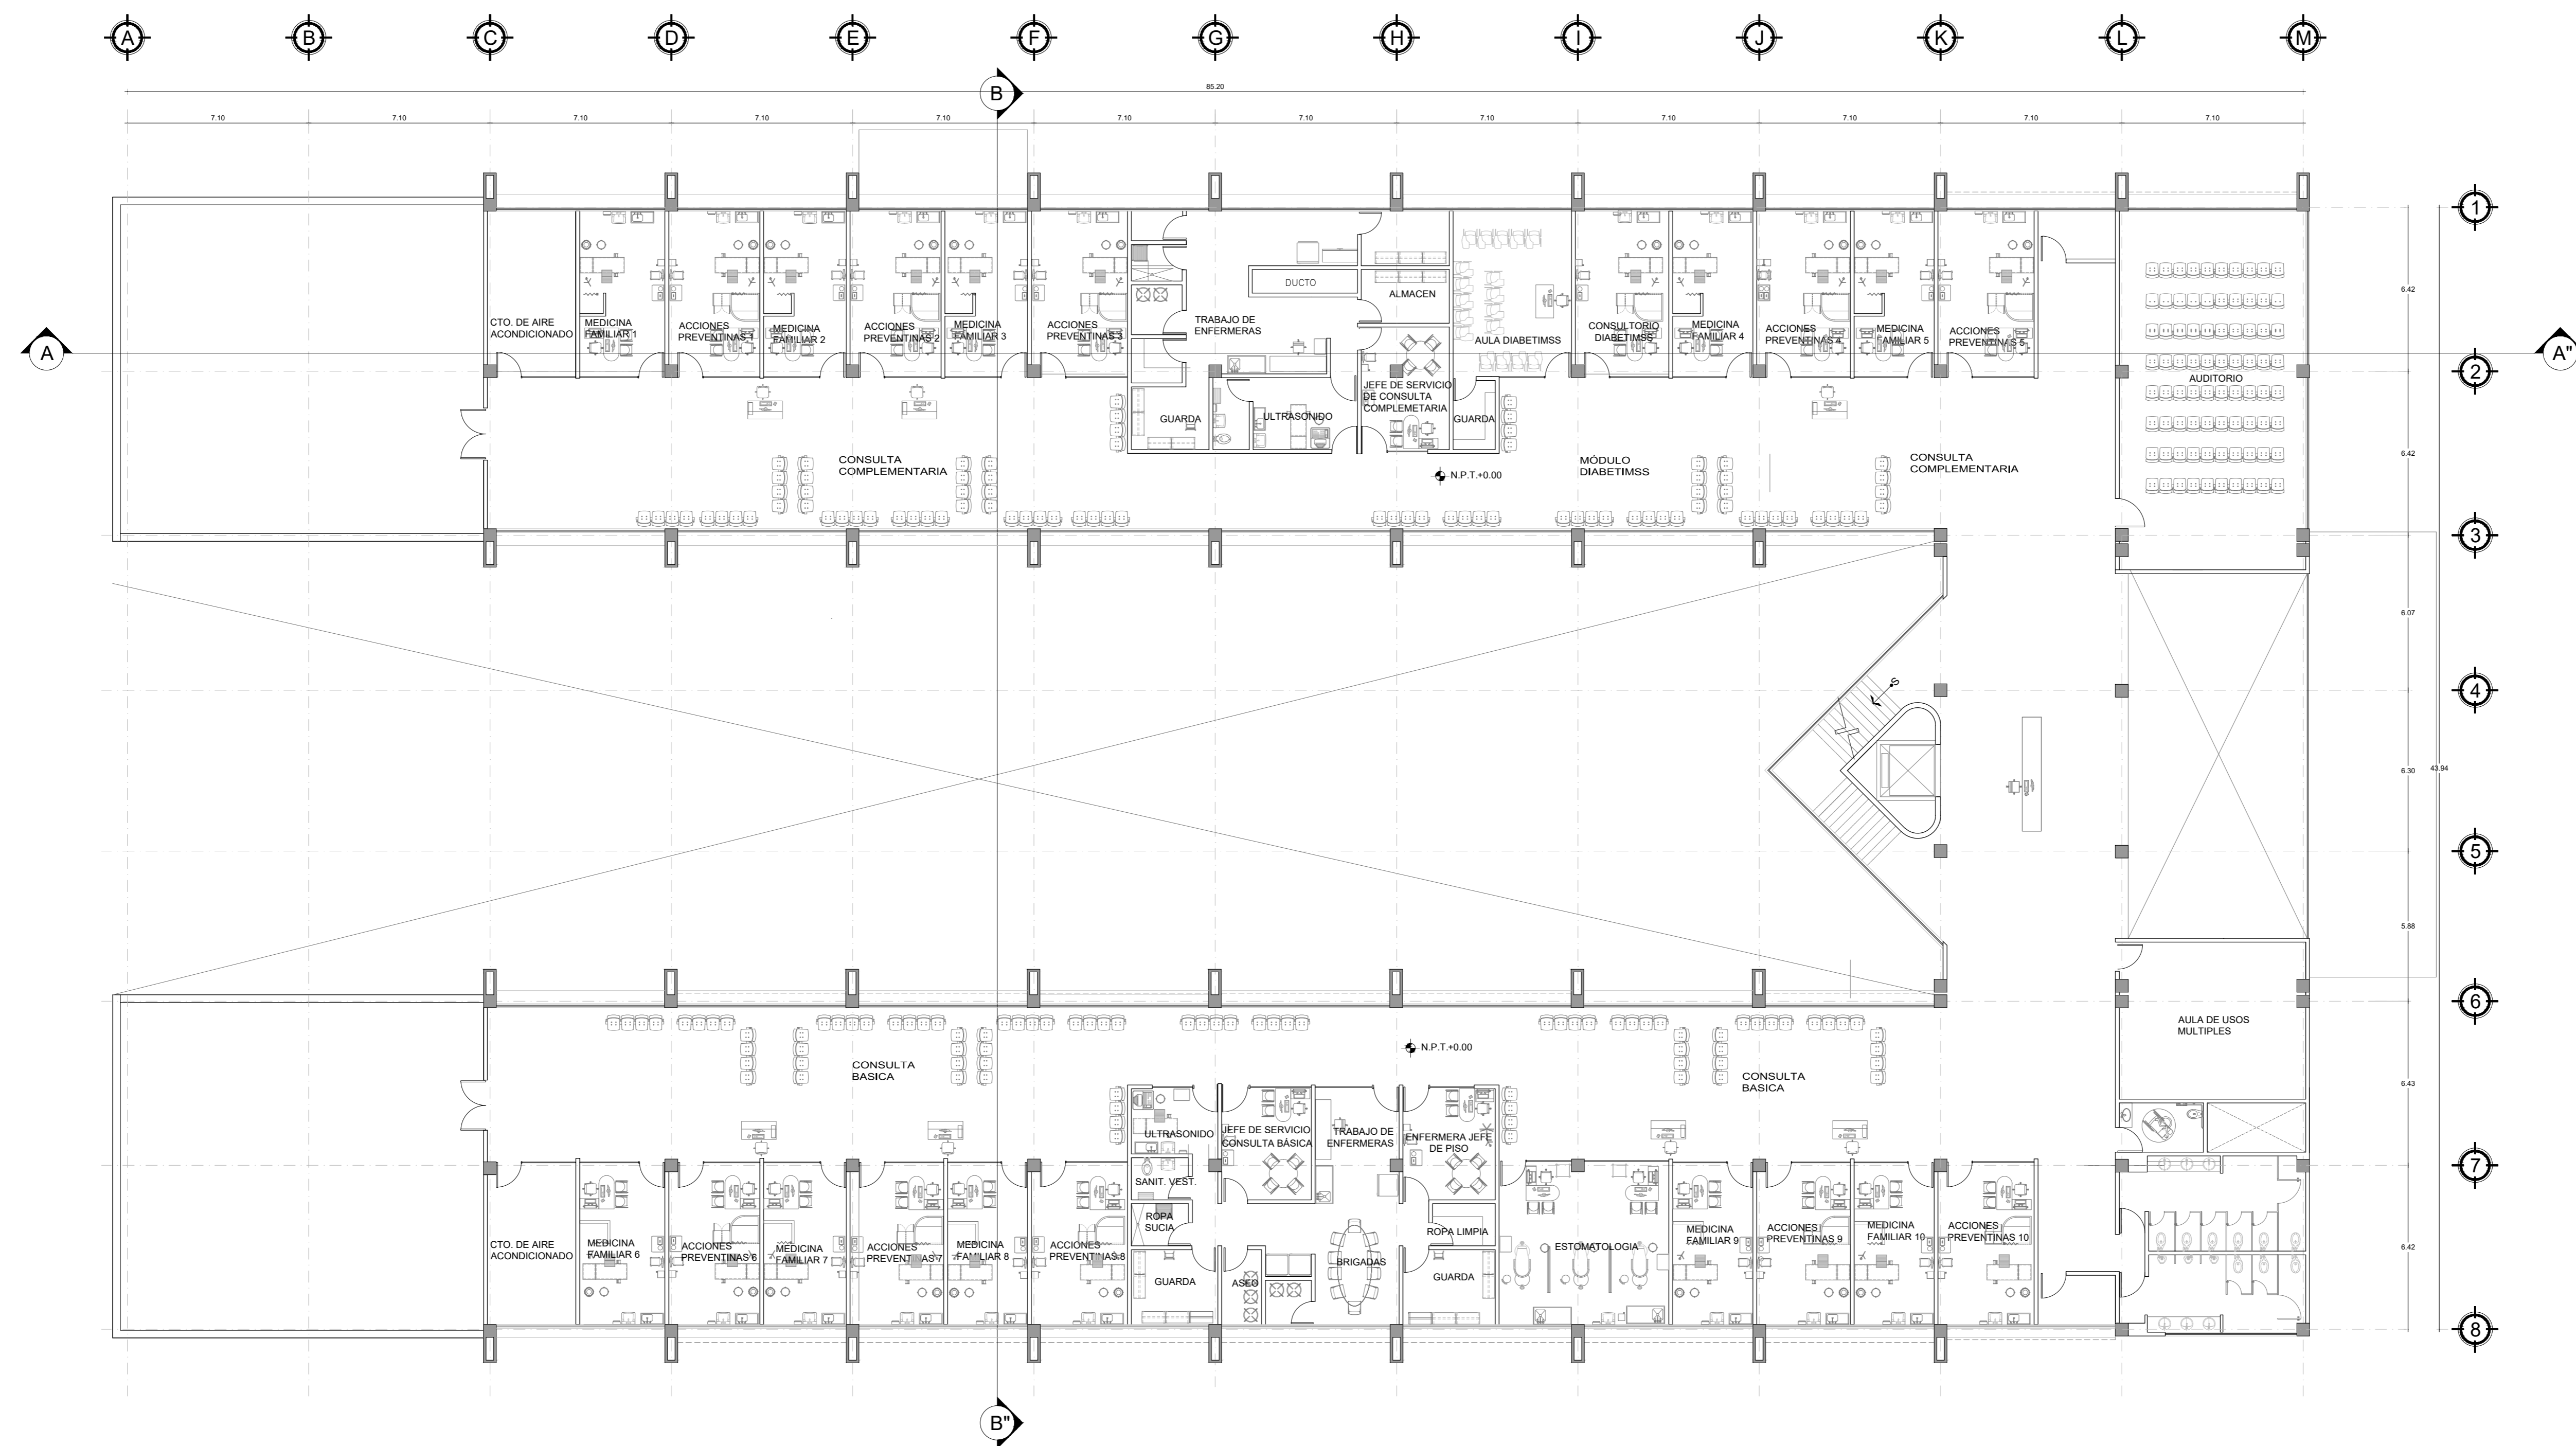 A B C D E F G H I J K L M
B
85.20
7.10 7.10 7.10 7.10 7.10 7.10 7.10 7.10 7.10 7.10 7.10 7.10
1
6.42
DUCTO
ALMACEN
TRABAJO DE
ENFERMERAS
CTO. DE AIRE
ACONDICIONADO
MEDICINA
FAMILIAR 1
ACCIONES
PREVENTINAS 1
MEDICINA
FAMILIAR 2
ACCIONES
PREVENTINAS 2
MEDICINA
FAMILIAR 3
ACCIONES
PREVENTINAS 3
AULA DIABETIMSS
CONSULTORIO
DIABETIMSS
MEDICINA
FAMILIAR 4
ACCIONES
PREVENTINAS 4
MEDICINA
FAMILIAR 5
ACCIONES
PREVENTINAS 5
A
A"
2
AUDITORIO
JEFE DE SERVICIO
DE CONSULTA
COMPLEMETARIA
GUARDA
ULTRASONIDO
GUARDA
6.42
CONSULTA
COMPLEMENTARIA
MÓDULO
DIABETIMSS
CONSULTA
COMPLEMENTARIA
N.P.T.+0.00
3
6.07
S
4
6.30
43.94
5
5.88
6
AULA DE USOS
MULTIPLES
N.P.T.+0.00
CONSULTA
BASICA
CONSULTA
BASICA
6.43
ULTRASONIDO
JEFE DE SERVICIO
CONSULTA BÁSICA
TRABAJO DE
ENFERMERAS
ENFERMERA JEFE
DE PISO
7
SANIT. VEST.
ROPA
SUCIA
ROPA LIMPIA
CTO. DE AIRE
ACONDICIONADO
MEDICINA
FAMILIAR 6
ACCIONES
PREVENTINAS 6
MEDICINA
FAMILIAR 7
ACCIONES
PREVENTINAS 7
MEDICINA
FAMILIAR 8
ACCIONES
PREVENTINAS 8
ESTOMATOLOGIA
MEDICINA
FAMILIAR 9
ACCIONES
PREVENTINAS 9
MEDICINA
FAMILIAR 10
ACCIONES
PREVENTINAS 10
6.42
BRIGADAS
GUARDA
ASEO
GUARDA
8
B"